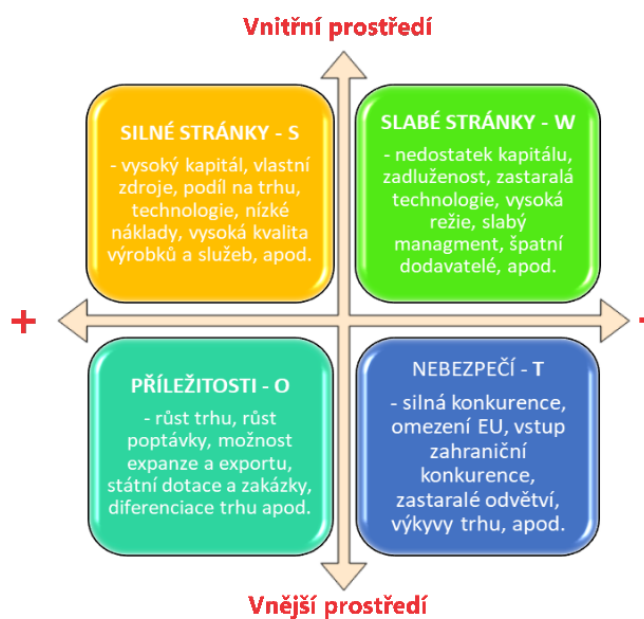 Vnitřní prostředí
SILNÉ STRÁNKY - S
- vysoký kapitál, vlastní
zdroje, podíl na trhu,
technologie, nízké
náklady, vysoká kvalita
výrobků a služeb, apod.
SLABÉ STRÁNKY - W
- nedostatek kapitálu,
zadluženost, zastaralá
technologie, vysoká
režie, slabý
managment, špatní
dodavatelé, apod.
+
-
PŘÍLEŽITOSTI - O
- růst trhu, růst
poptávky, možnost
expanze a exportu,
státní dotace a zakázky,
diferenciace trhu apod.
NEBEZPEČÍ - T
- silná konkurence,
omezení EU, vstup
zahraniční
konkurence,
zastaralé odvětví,
výkyvy trhu, apod.
Vnější prostředí